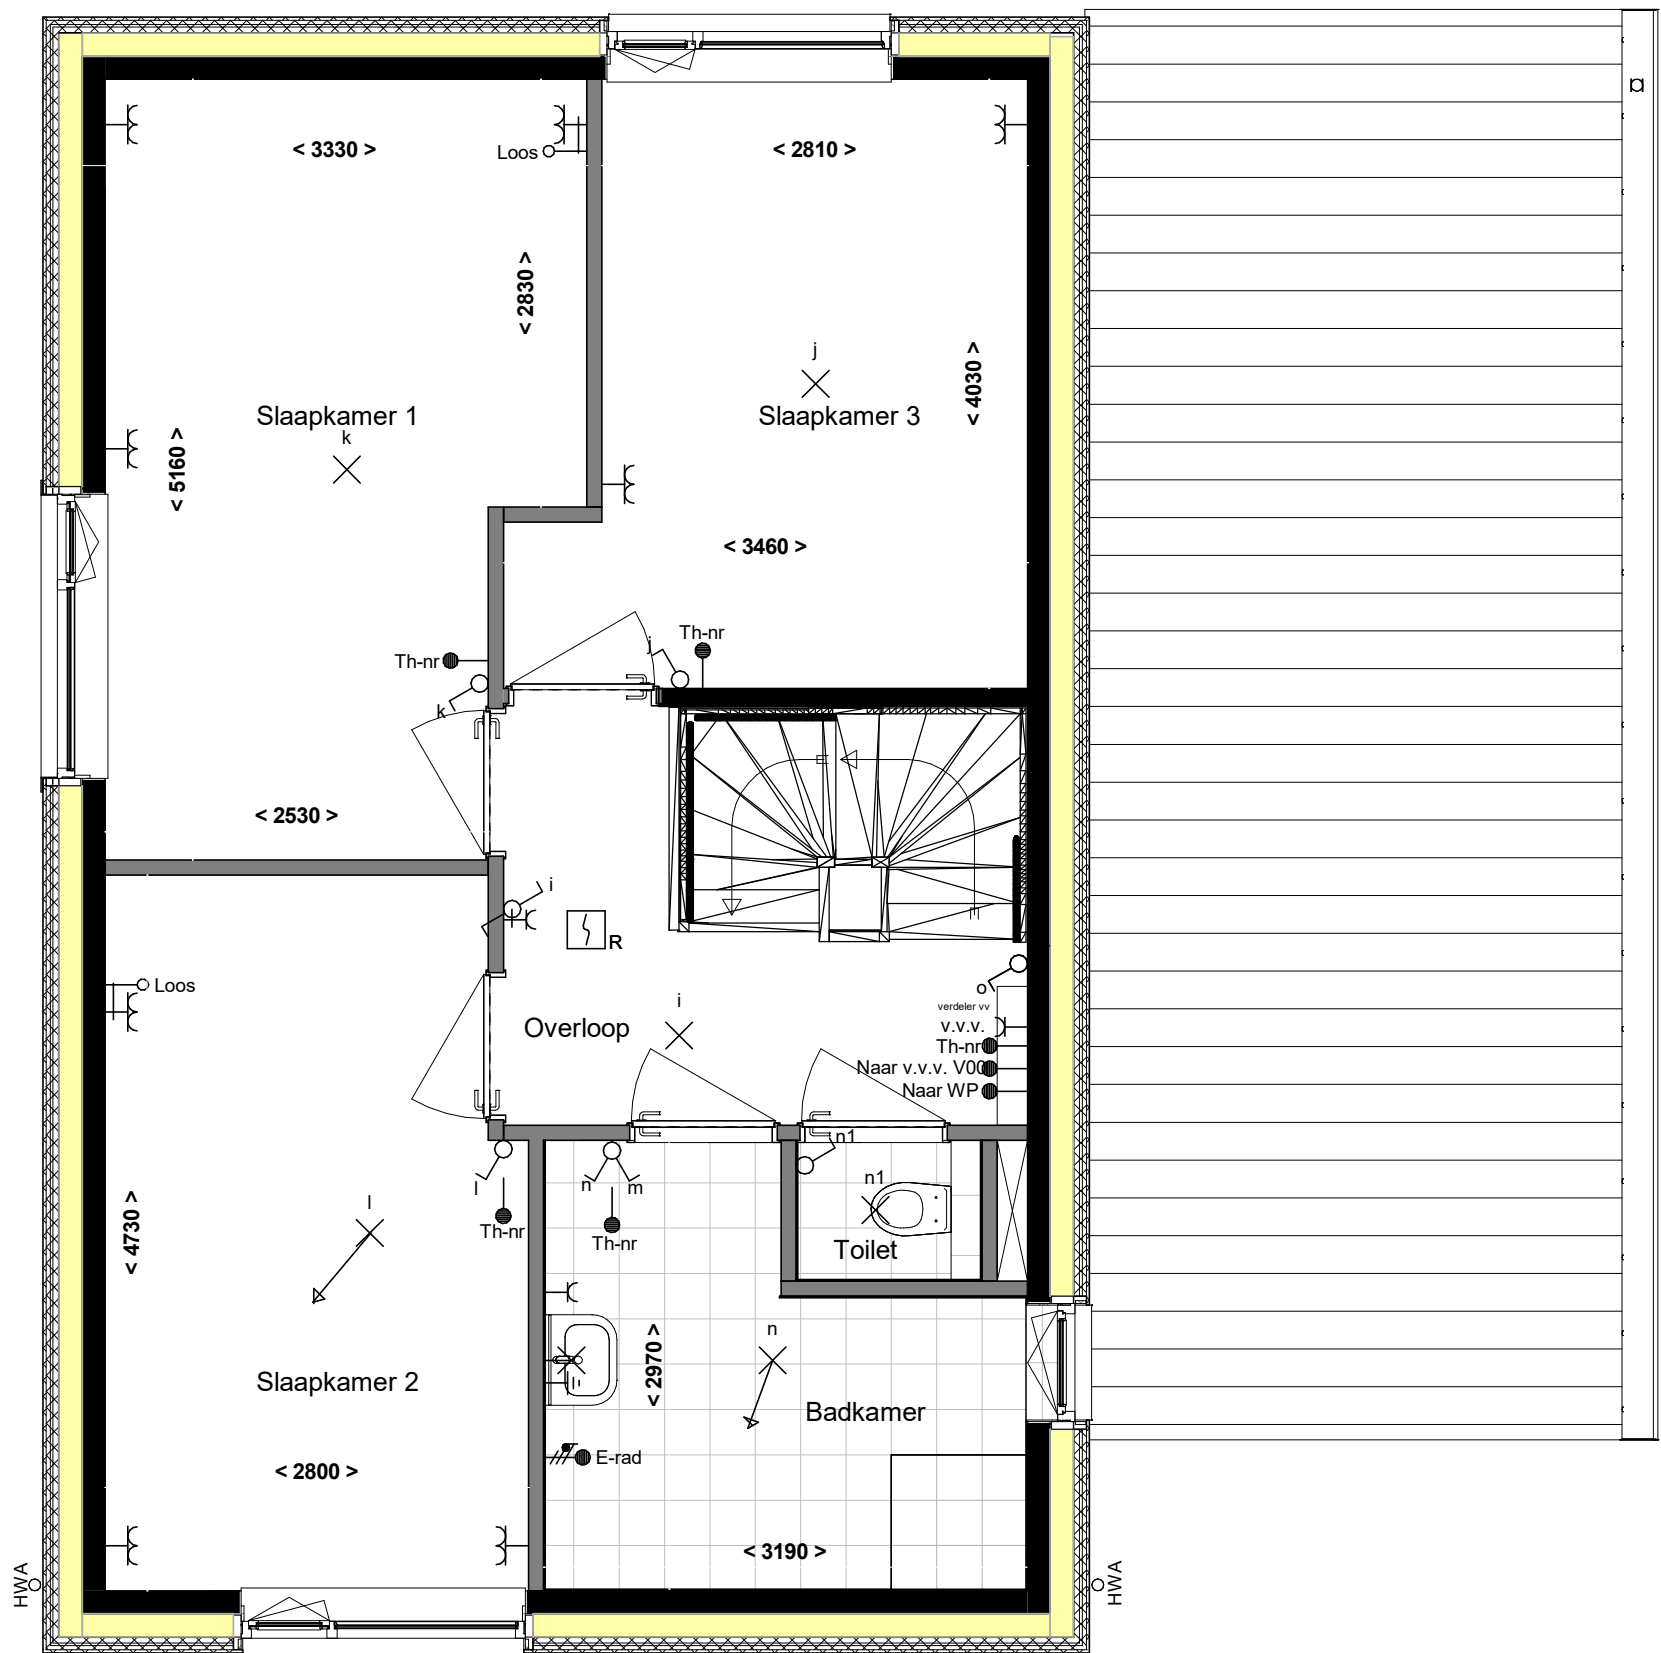 < 3330 >
< 2810 >
Loos
< 2830 >
j
< 4030 >
Slaapkamer 1
Slaapkamer 3
k
< 5160 >
< 3460 >
Th-nr
j
Th-nr
k
< 2530 >
i
R
Loos
o
verdeler vv
i
Overloop
v.v.v.
Th-nr
Naar v.v.v. V00
Naar WP
n1
l
n
m
n1
l
< 4730 >
Th-nr
Th-nr
Toilet
n
< 2970 >
Slaapkamer 2
Badkamer
E-rad
< 2800 >
< 3190 >
HWA
HWA